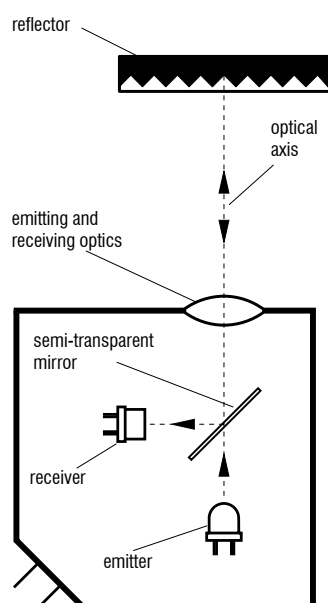 reflector
optical
axis
emitting and
receiving optics
semi-transparent
mirror
receiver
emitter